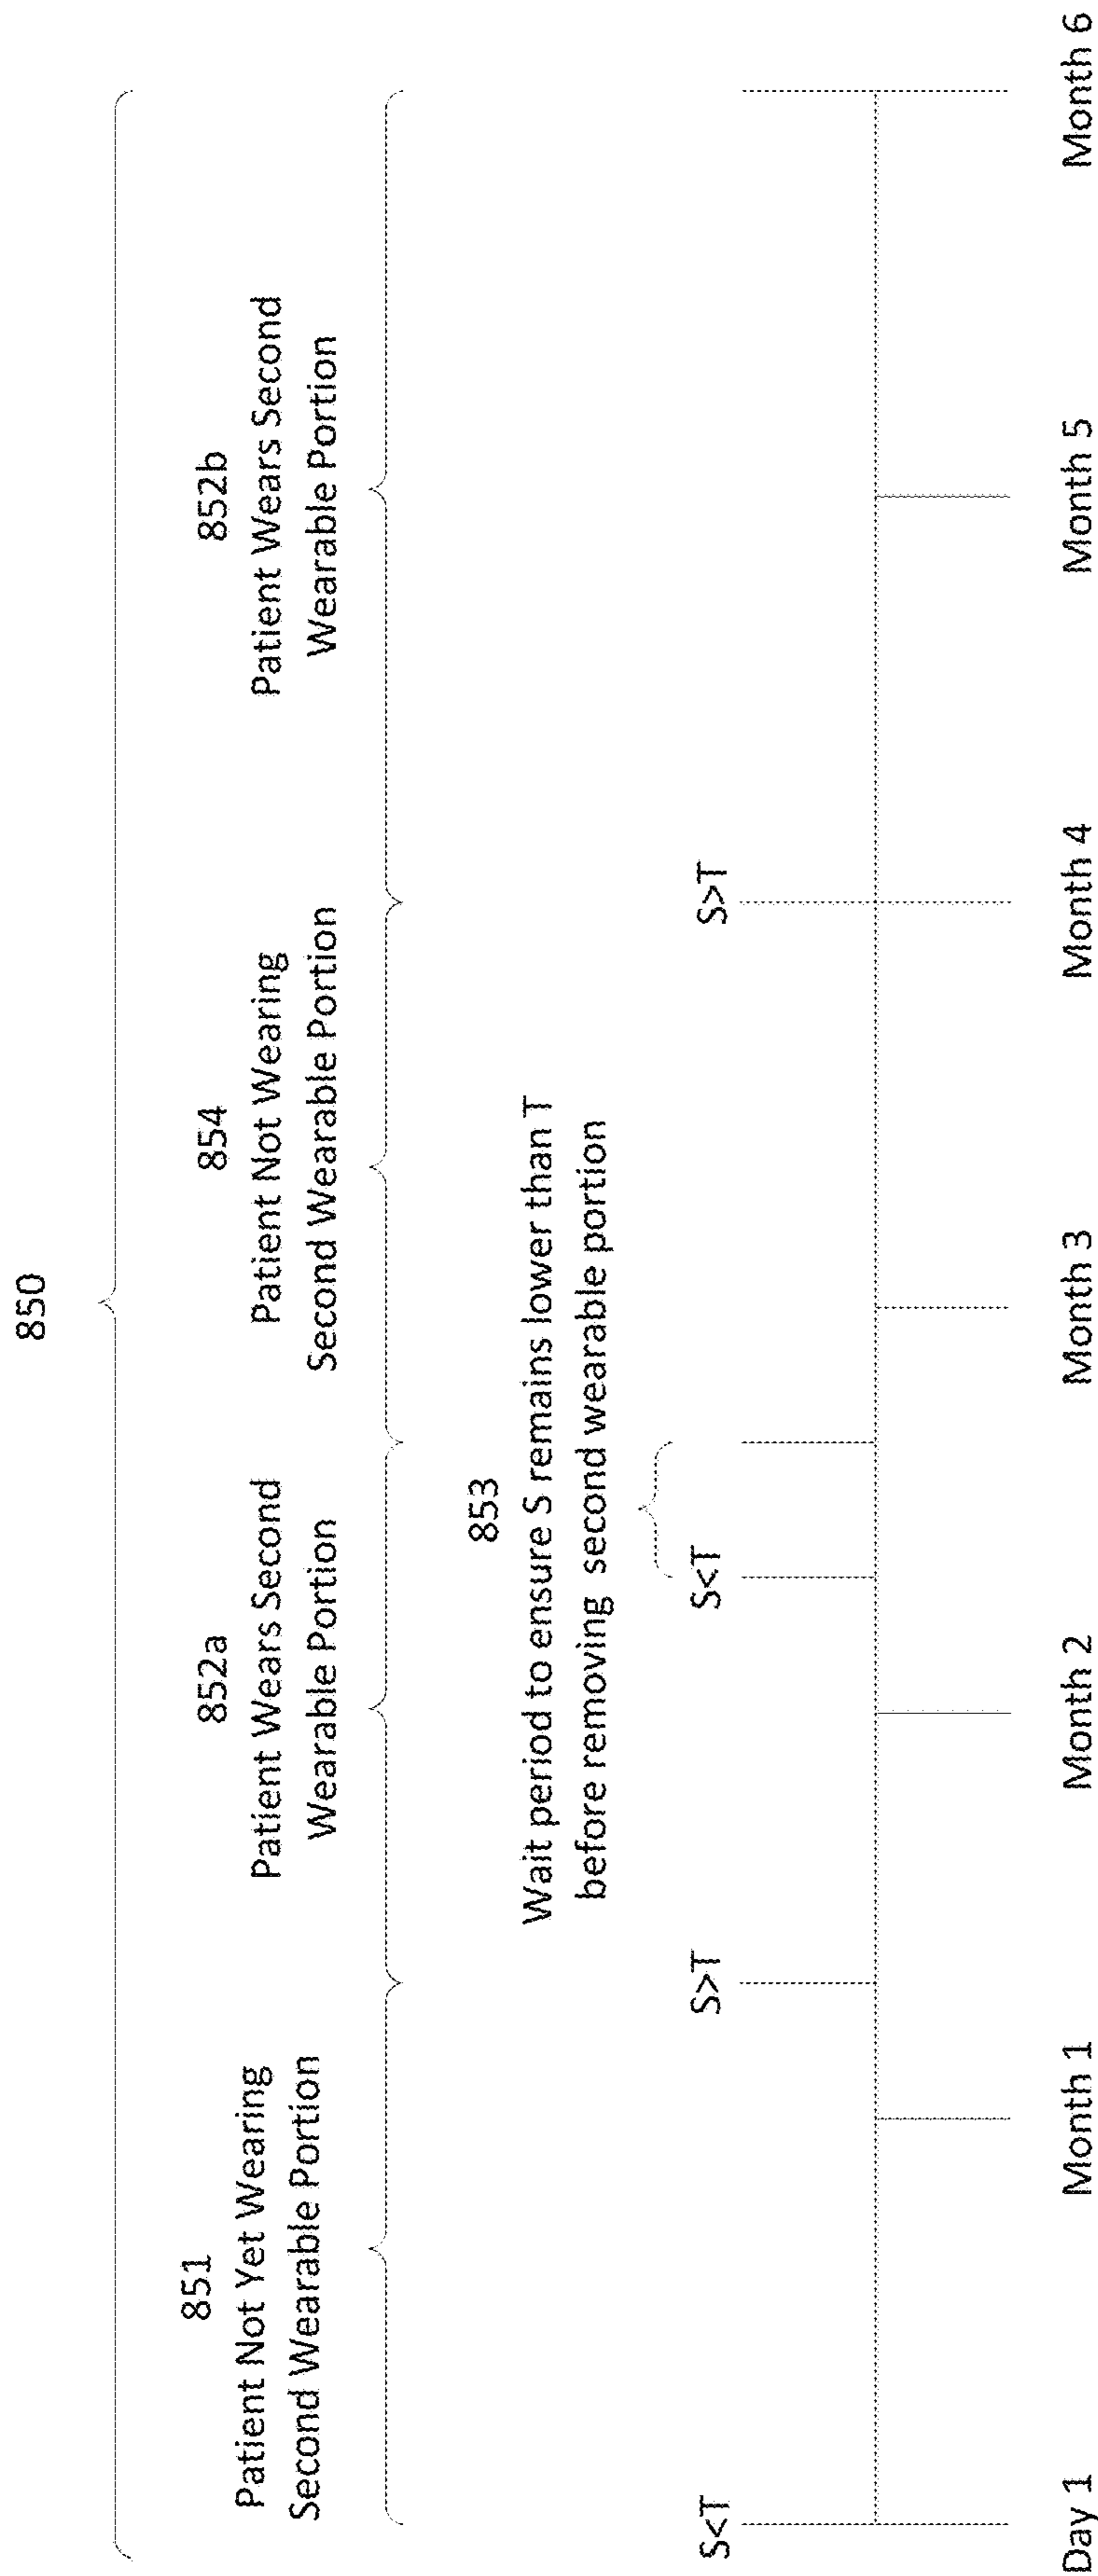 850
851
Patient Not Yet Wearing
Second Wearable Portion
852a
Patient Wears Second
Wearable Portion
854
Patient Not Wearing
Second Wearable Portion
852b
Patient Wears Second
Wearable Portion
853
Wait period to ensure S remains lower than T
before removing second wearable portion
S<T
S>T
S<T
S>T
Day 1
Month 1
Month 2
Month 3
Month 4
Month 5
Month 6